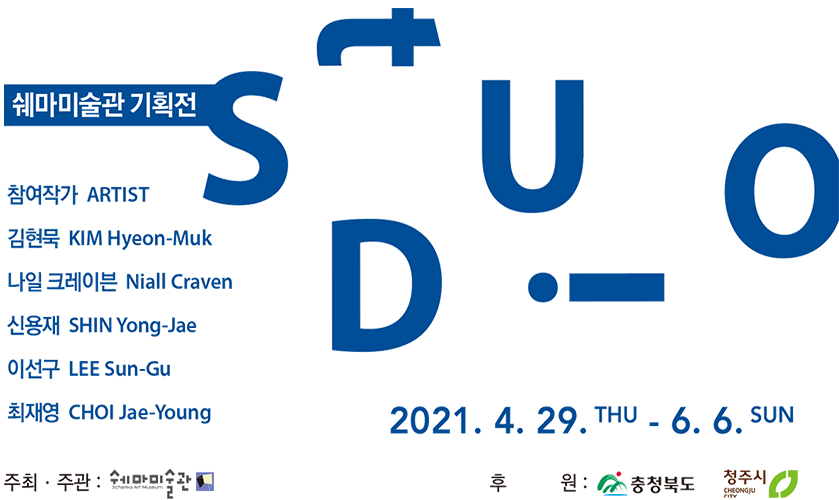 StUDiO
쉐마미술관 기획전
참여작가 ARTIST
김현묵 KIM Hyeon-Muk
나일 크레이븐 Niall Craven
신용재 SHIN Yong-Jae
이선구 LEE Sun-Gu
최재영 CHOI Jae-Young
2021. 4. 29. THU - 6. 6. SUN
주최 · 주관 : 쉐마미술관 Schema Art Museum
후 원 : 충청북도 청주시 CHEONGJU CITY